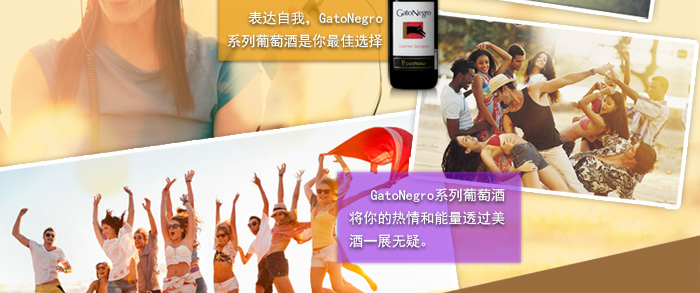 表达自我，GatoNegro
系列葡萄酒是你最佳选择
GatoNegro
GatoNegro系列葡萄酒
将你的热情和能量透过美
酒一展无疑。